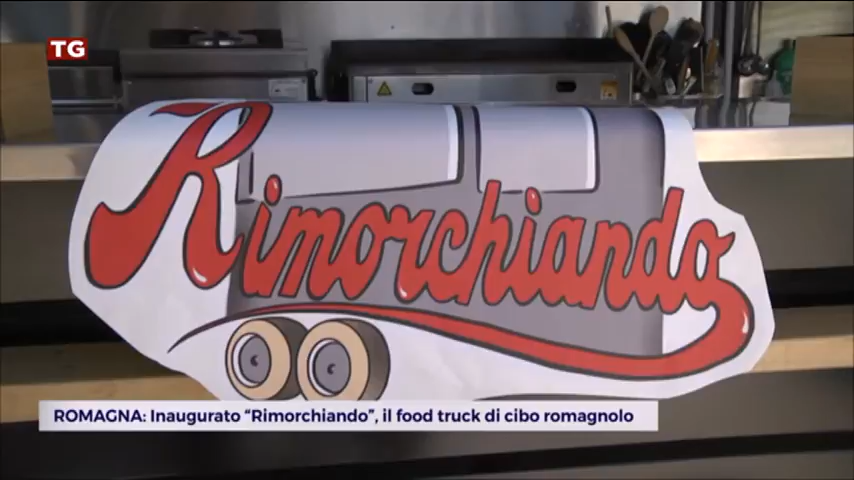 TG
Rimorchiando
ROMAGNA: Inaugurato “Rimorchiando”, il food truck di cibo romagnolo